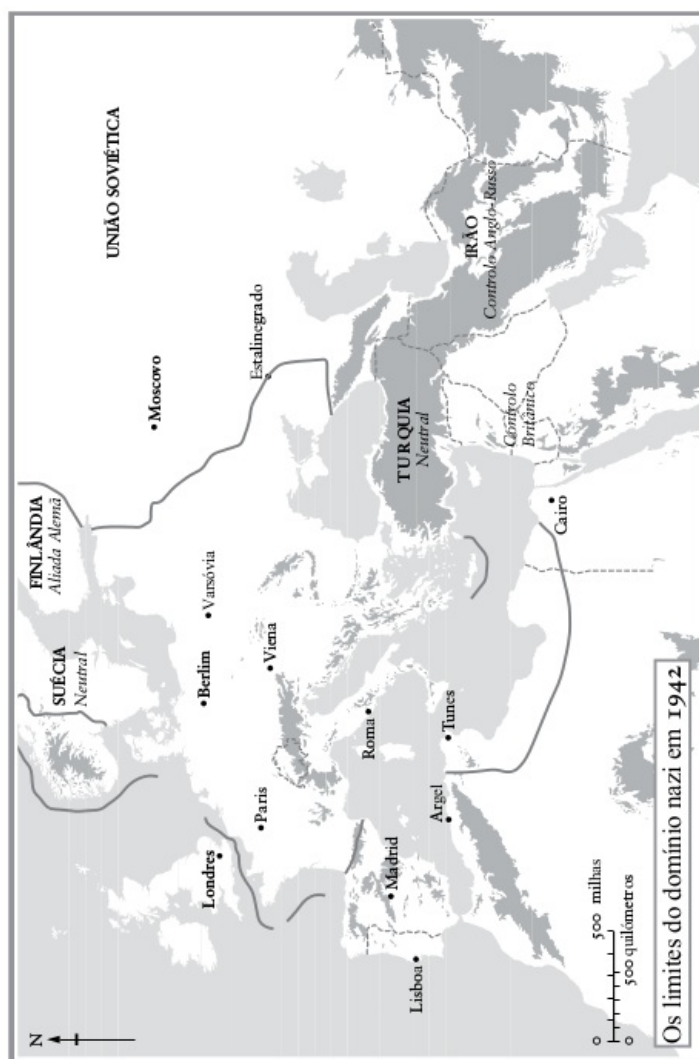 N
SUÉCIA
Neutral
FINLÂNDIA
Aliada Alemã
UNIÃO SOVIÉTICA
Moscovo
Estalinegrado
Londres
Berlim
Varsóvia
Paris
Viena
Madrid
Lisboa
Roma
Argel
Tunes
TURQUIA
Neutral
IRÃO
Controlo Anglo-Russo
Controlo
Britânico
Cairo
0 500 milhas
0 500 quilómetros
Os limites do domínio nazi em 1942